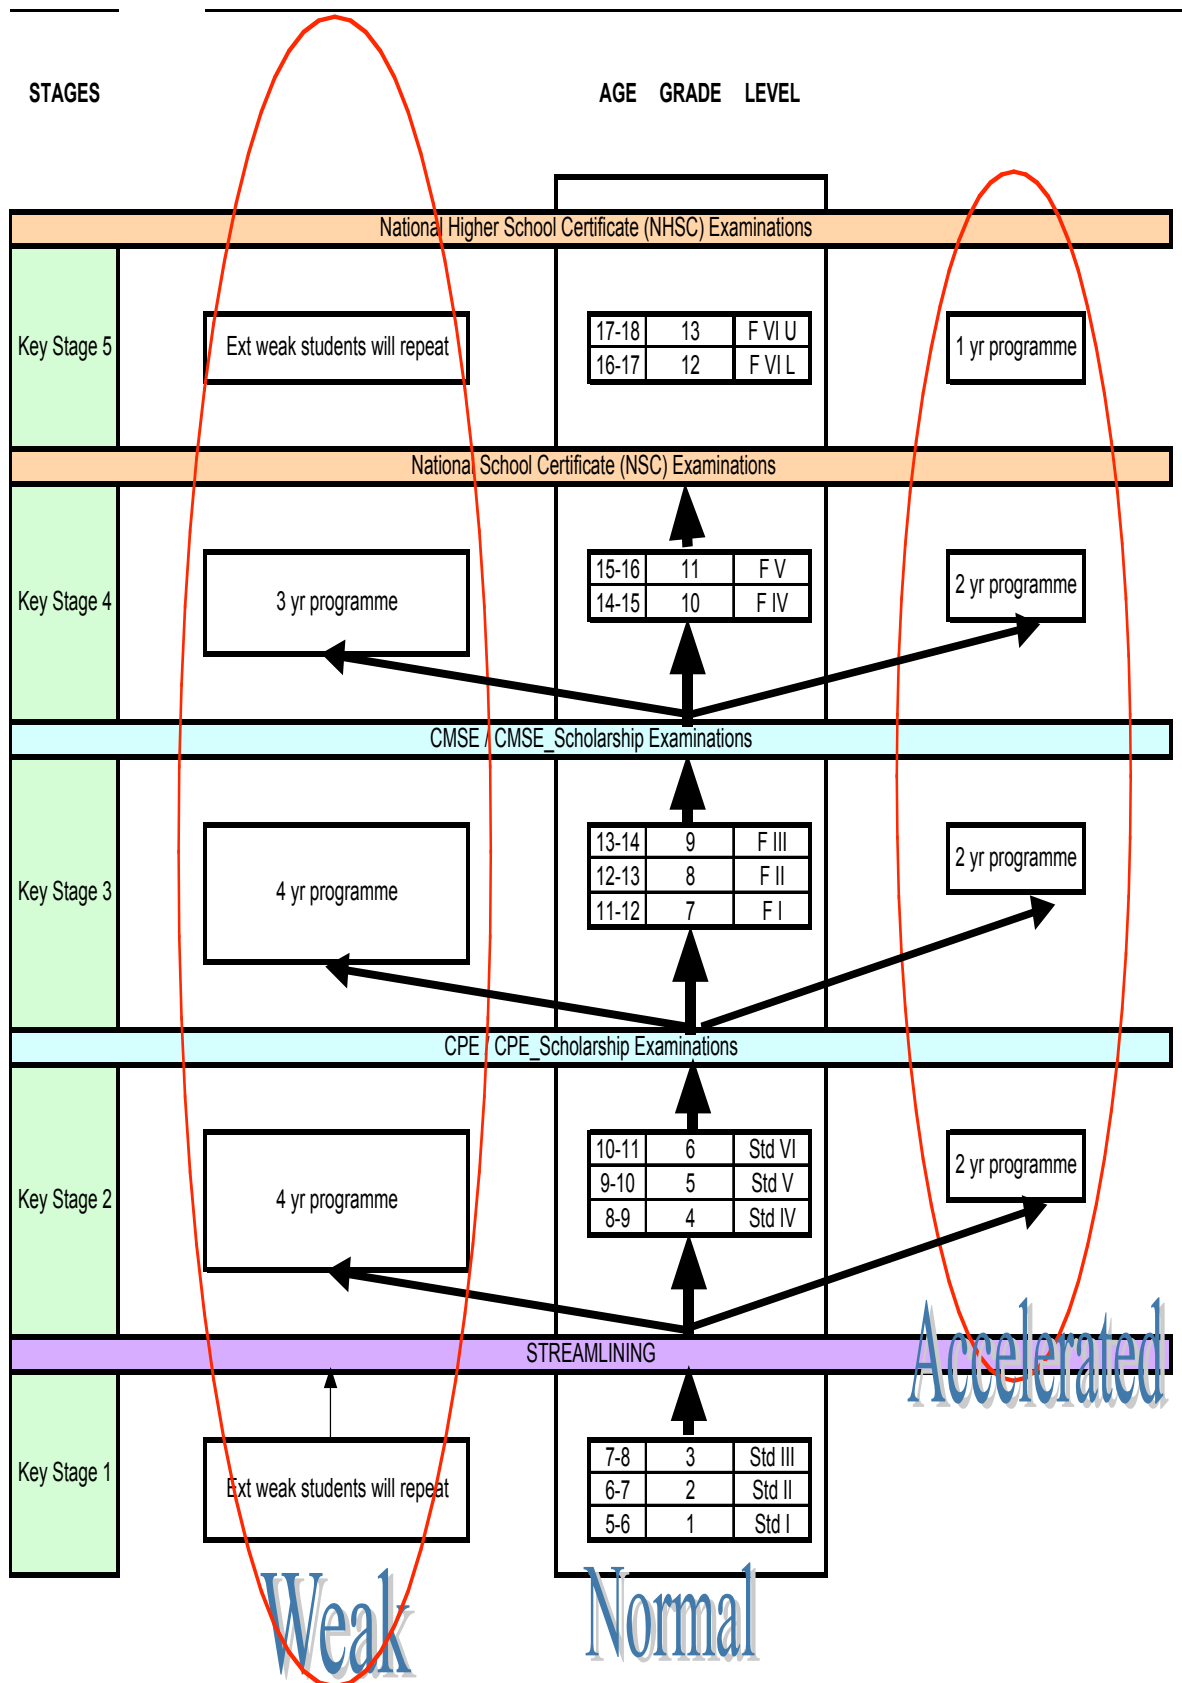 STAGES
AGE GRADE LEVEL
National Higher School Certificate (NHSC) Examinations
Key Stage 5
Ext weak students will repeat
17-18 13 F VI U
16-17 12 F VI L
1 yr programme
National School Certificate (NSC) Examinations
Key Stage 4
3 yr programme
15-16 11 F V
14-15 10 F IV
2 yr programme
CMSE / CMSE_Scholarship Examinations
Key Stage 3
4 yr programme
13-14 9 F III
12-13 8 F II
11-12 7 F I
2 yr programme
CPE / CPE_Scholarship Examinations
Key Stage 2
4 yr programme
10-11 6 Std VI
9-10 5 Std V
8-9 4 Std IV
2 yr programme
STREAMLINING
Accelerated
Key Stage 1
Ext weak students will repeat
7-8 3 Std III
6-7 2 Std II
5-6 1 Std I
Weak
Normal